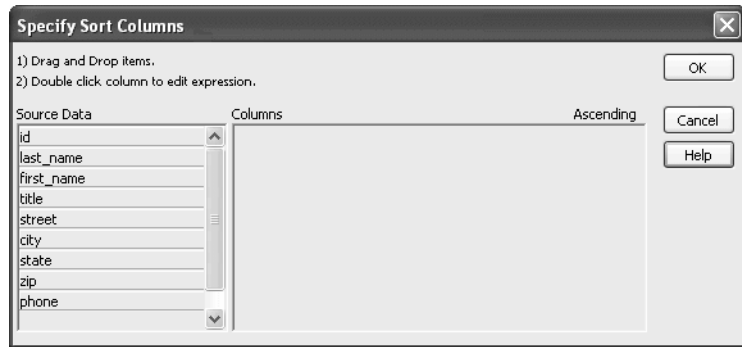 Specify Sort Columns
1) Drag and Drop items.
2) Double click column to edit expression.
OK
Cancel
Help
Source Data
Columns
Ascending
id
last_name
first_name
title
street
city
state
zip
phone